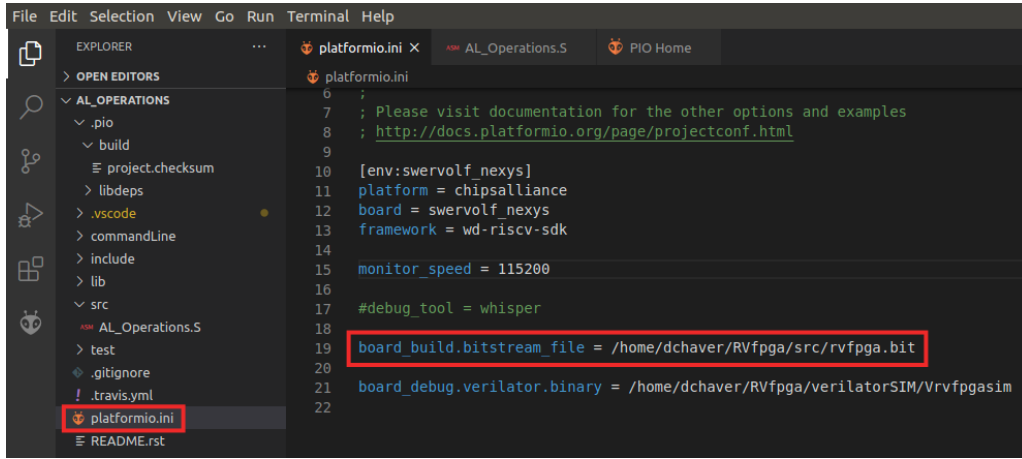 File Edit Selection View Go Run Terminal Help
EXPLORER ...
OPEN EDITORS
AL_OPERATIONS
.pio
build
project.checksum
libdeps
.vscode
commandLine
include
lib
src
ASM AL_Operations.S
test
.gitignore
! .travis.yml
platformio.ini
README.rst
platformio.ini × ASM AL_Operations.S PIO Home
platformio.ini
6 ;
7 ; Please visit documentation for the other options and examples
8 ; http://docs.platformio.org/page/projectconf.html
9
10 [env:swervolf_nexys]
11 platform = chipsalliance
12 board = swervolf_nexys
13 framework = wd-riscv-sdk
14
15 monitor_speed = 115200
16
17 #debug_tool = whisper
18
19 board_build.bitstream_file = /home/dchaver/RVfpga/src/rvfpga.bit
20
21 board_debug.verilator.binary = /home/dchaver/RVfpga/verilatorSIM/Vrvfpgasim
22